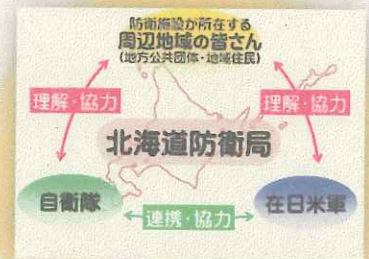 防衛施設が所在する
周辺地域の皆さん
(地方公共団体・地域住民)
理解・協力
理解・協力
北海道防衛局
自衛隊
連携・協力
在日米軍